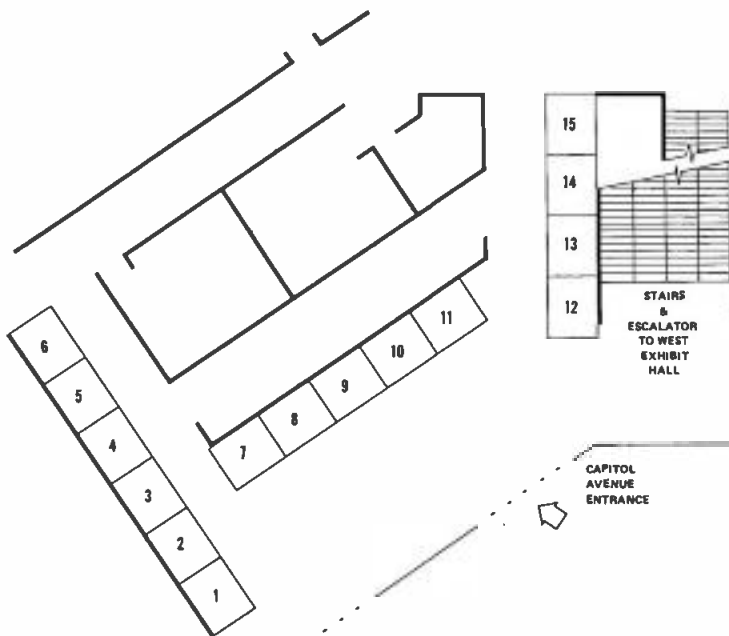 15
14
13
12
STAIRS
&
ESCALATOR
TO WEST
EXHIBIT
HALL
11
10
9
8
7
6
5
4
3
2
1
CAPITOL
AVENUE
ENTRANCE